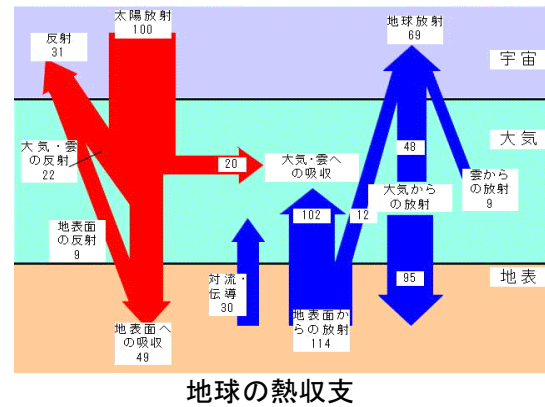 太陽放射
100
反射
31
地球放射
69
宇宙
大気・雲
の反射
22
20
大気・雲へ
の吸収
48
大気
雲から
の放射
9
大気から
の放射
102
12
地表面
の反射
9
対流・
伝導
30
95
地表
地表面へ
の吸収
49
地表面か
らの放射
114
地球の熱収支